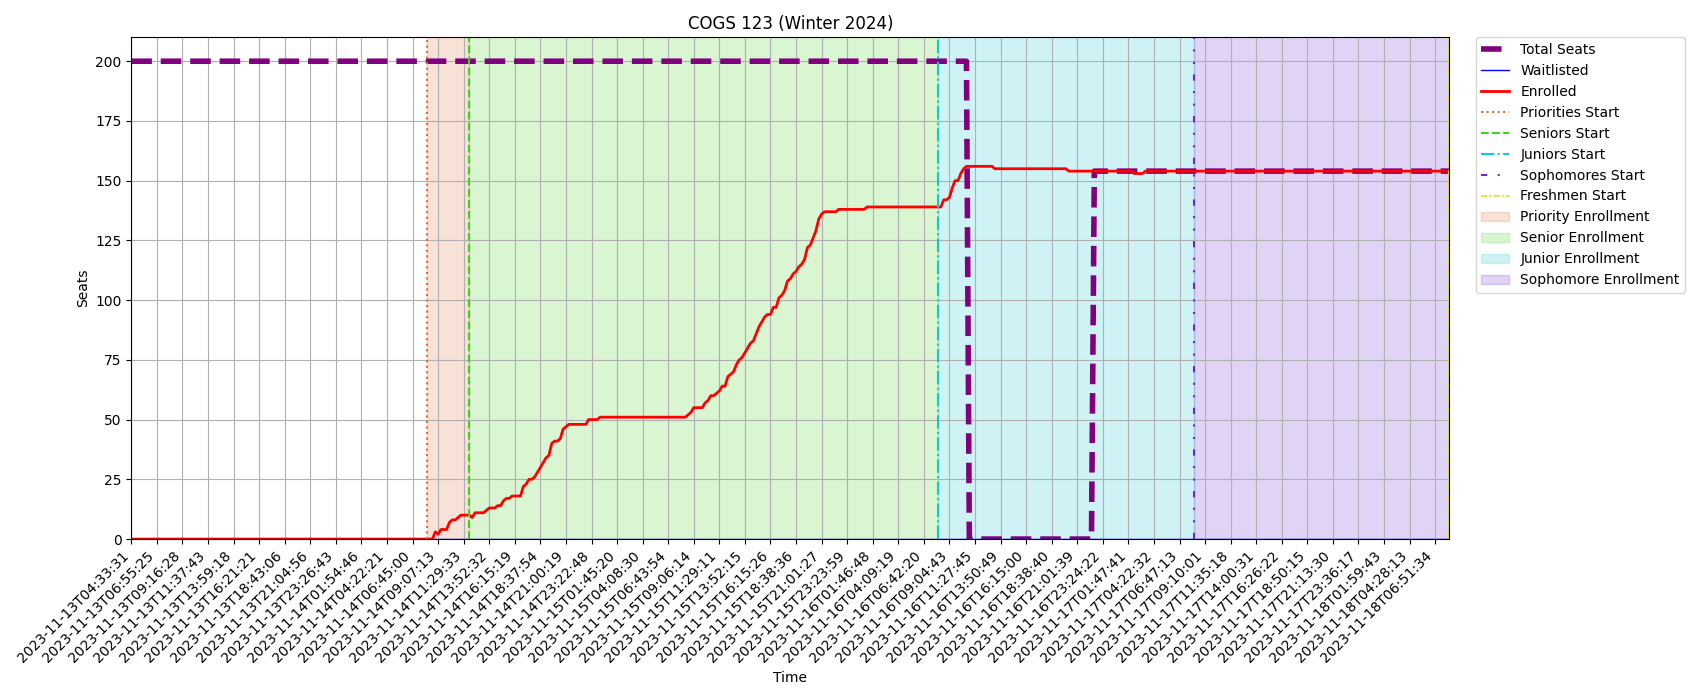 COGS 123 (Winter 2024)
Seats
200
175
150
125
100
75
50
25
0
2023-11-13T04:33:31
2023-11-13T06:55:25
2023-11-13T09:16:28
2023-11-13T11:37:43
2023-11-13T13:59:18
2023-11-13T16:21:21
2023-11-13T18:43:06
2023-11-13T21:04:56
2023-11-13T23:26:43
2023-11-14T01:54:46
2023-11-14T04:22:21
2023-11-14T06:45:00
2023-11-14T09:07:13
2023-11-14T11:29:33
2023-11-14T13:52:32
2023-11-14T16:15:19
2023-11-14T18:37:54
2023-11-14T21:00:19
2023-11-14T23:22:48
2023-11-15T01:45:20
2023-11-15T04:08:30
2023-11-15T06:43:54
2023-11-15T09:06:14
2023-11-15T11:29:11
2023-11-15T13:52:15
2023-11-15T16:15:26
2023-11-15T18:38:36
2023-11-15T21:01:27
2023-11-15T23:23:59
2023-11-16T01:46:48
2023-11-16T04:09:19
2023-11-16T06:42:20
2023-11-16T09:04:43
2023-11-16T11:27:45
2023-11-16T13:50:49
2023-11-16T16:15:00
2023-11-16T18:38:40
2023-11-16T21:01:39
2023-11-16T23:24:22
2023-11-17T01:47:41
2023-11-17T04:22:32
2023-11-17T06:47:13
2023-11-17T09:10:01
2023-11-17T11:35:18
2023-11-17T14:00:31
2023-11-17T16:26:22
2023-11-17T18:50:15
2023-11-17T21:13:30
2023-11-17T23:36:17
2023-11-18T01:59:43
2023-11-18T04:28:13
2023-11-18T06:51:34
Time
Total Seats
Waitlisted
Enrolled
Priorities Start
Seniors Start
Juniors Start
Sophomores Start
Freshmen Start
Priority Enrollment
Senior Enrollment
Junior Enrollment
Sophomore Enrollment